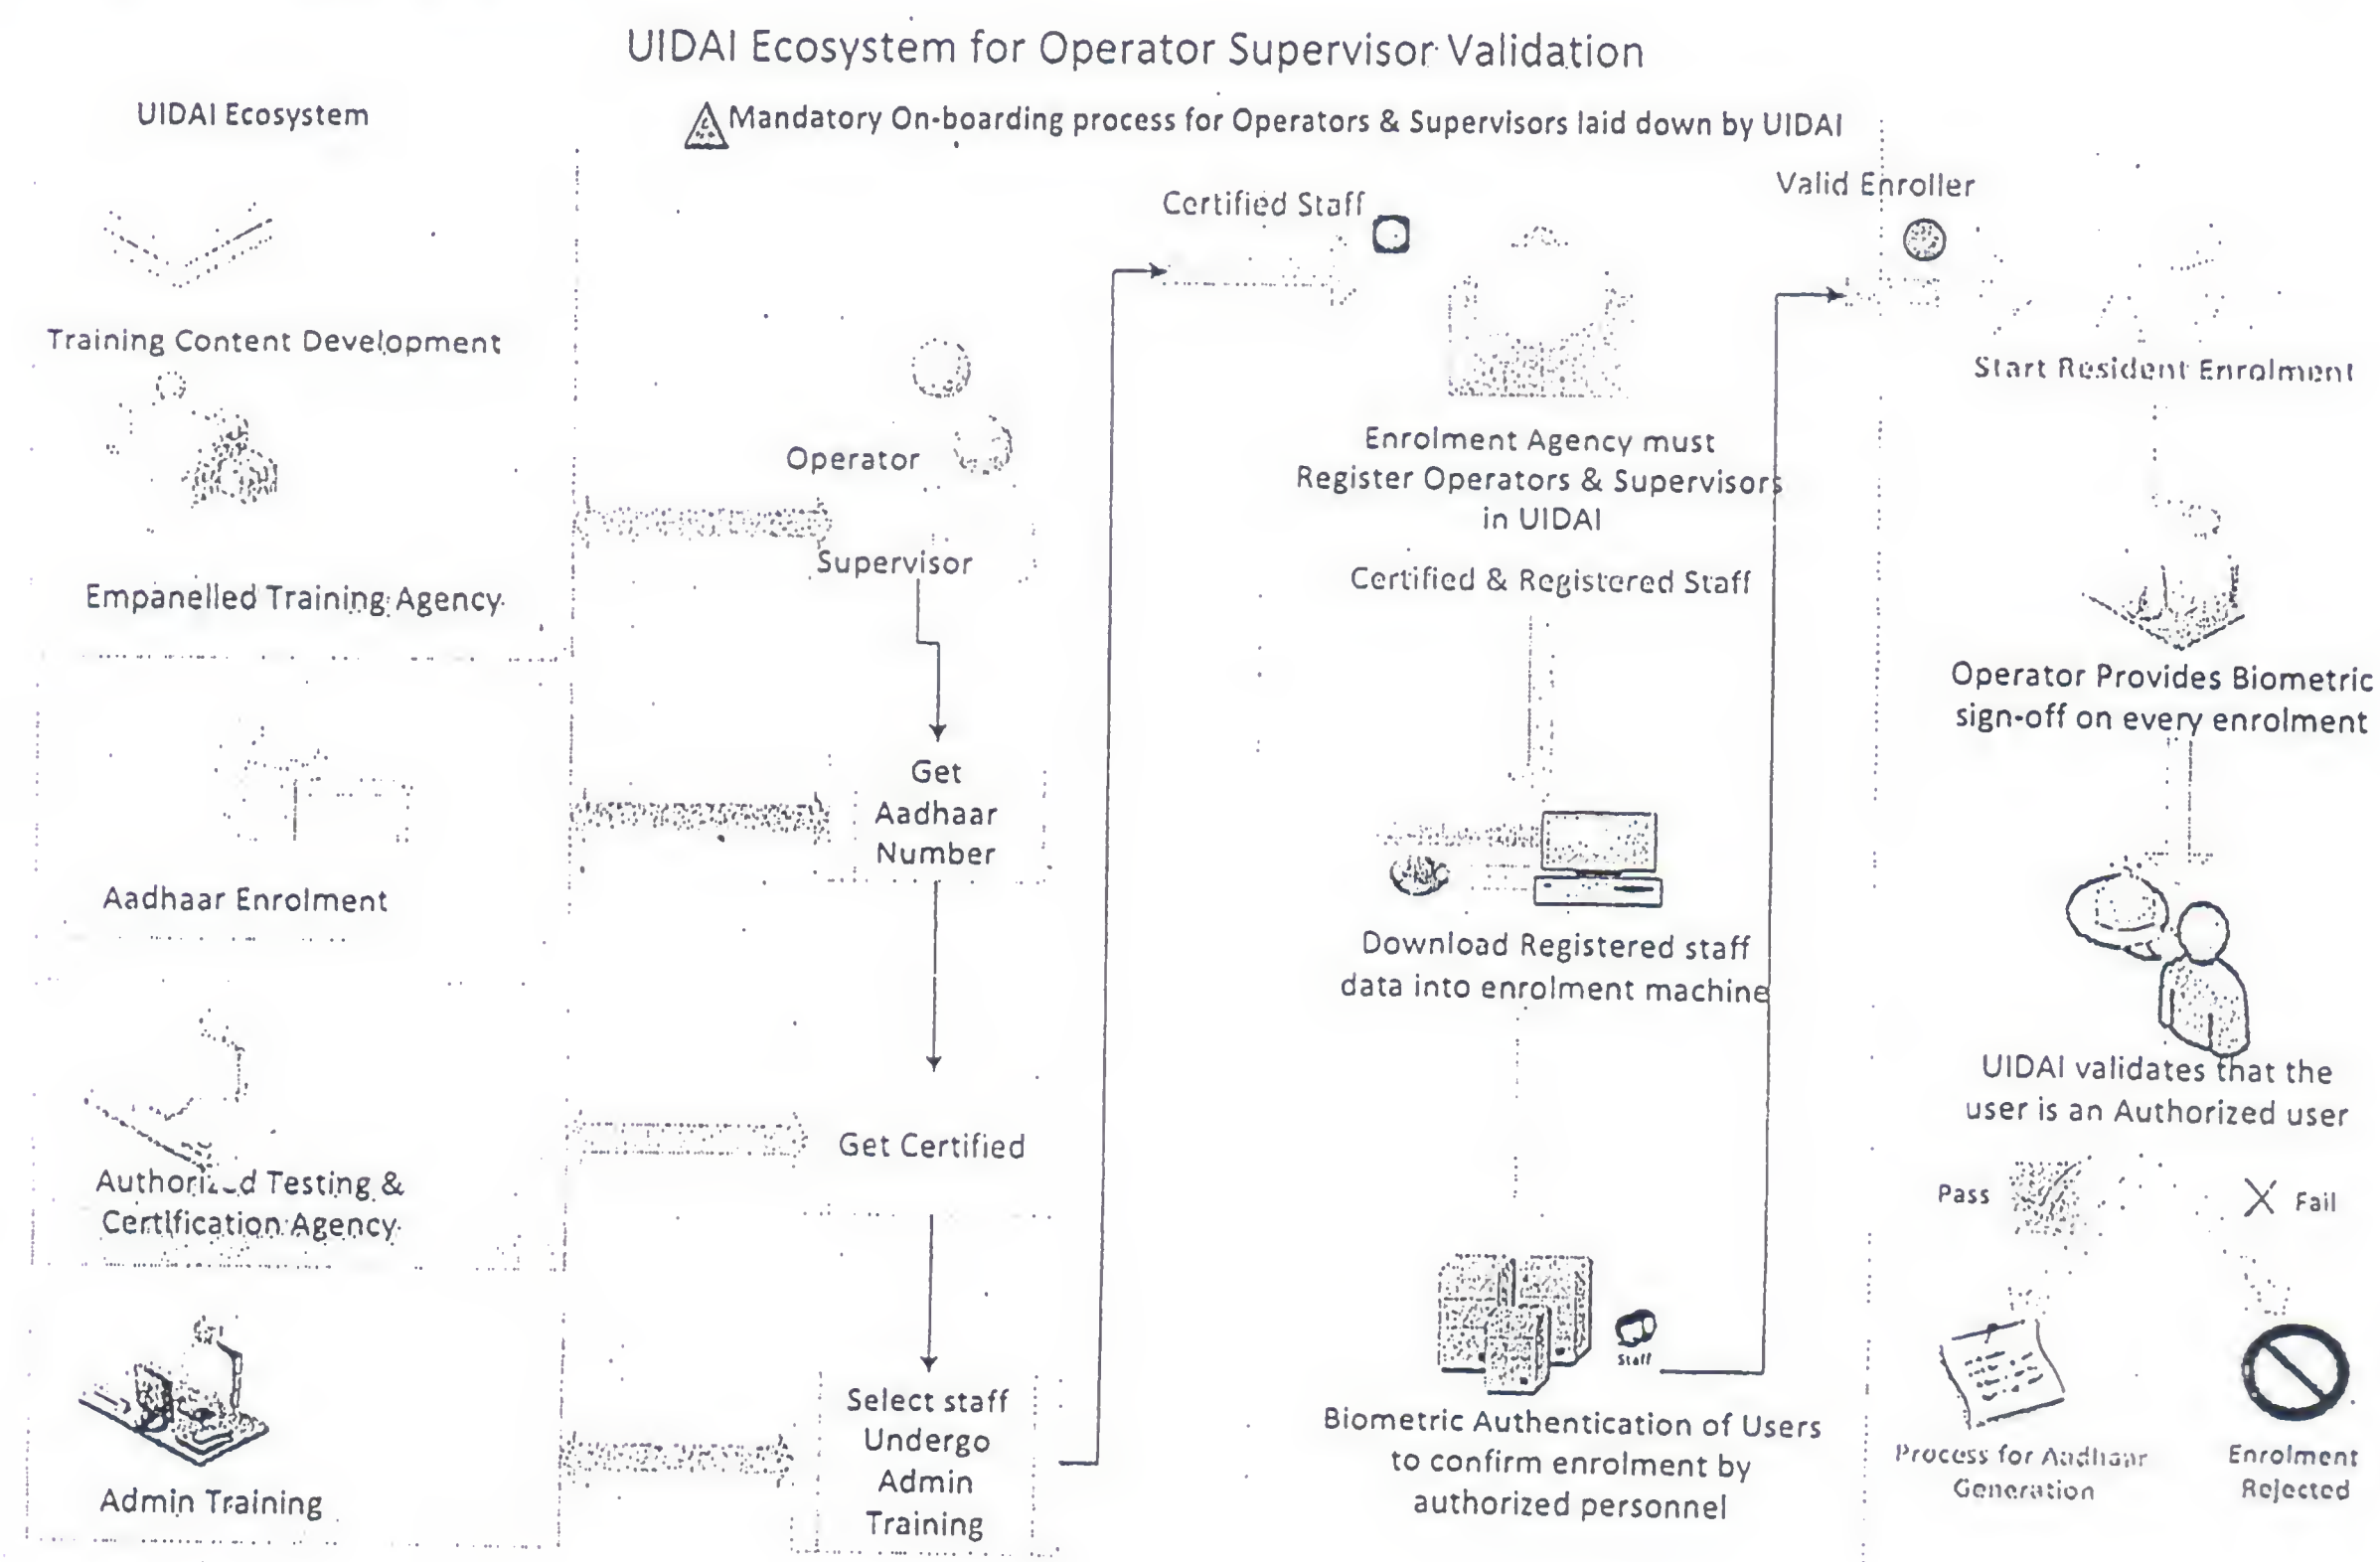 UIDAI Ecosystem for Operator Supervisor Validation
UIDAI Ecosystem
Mandatory On-boarding process for Operators & Supervisors laid down by UIDAI
Training Content Development
Empanelled Training Agency
Aadhaar Enrolment
Authorized Testing &
Certification Agency
Admin Training
Operator
Supervisor
Get
Aadhaar
Number
Get Certified
Select staff
Undergo
Admin
Training
Certified Staff
Enrolment Agency must
Register Operators & Supervisors
in UIDAI
Certified & Registered Staff
Download Registered staff
data into enrolment machine
Staff
Biometric Authentication of Users
to confirm enrolment by
authorized personnel
Valid Enroller
Start Resident Enrolment
Operator Provides Biometric
sign-off on every enrolment
UIDAI validates that the
user is an Authorized user
Pass
Fail
Process for Aadhaar
Generation
Enrolment
Rejected